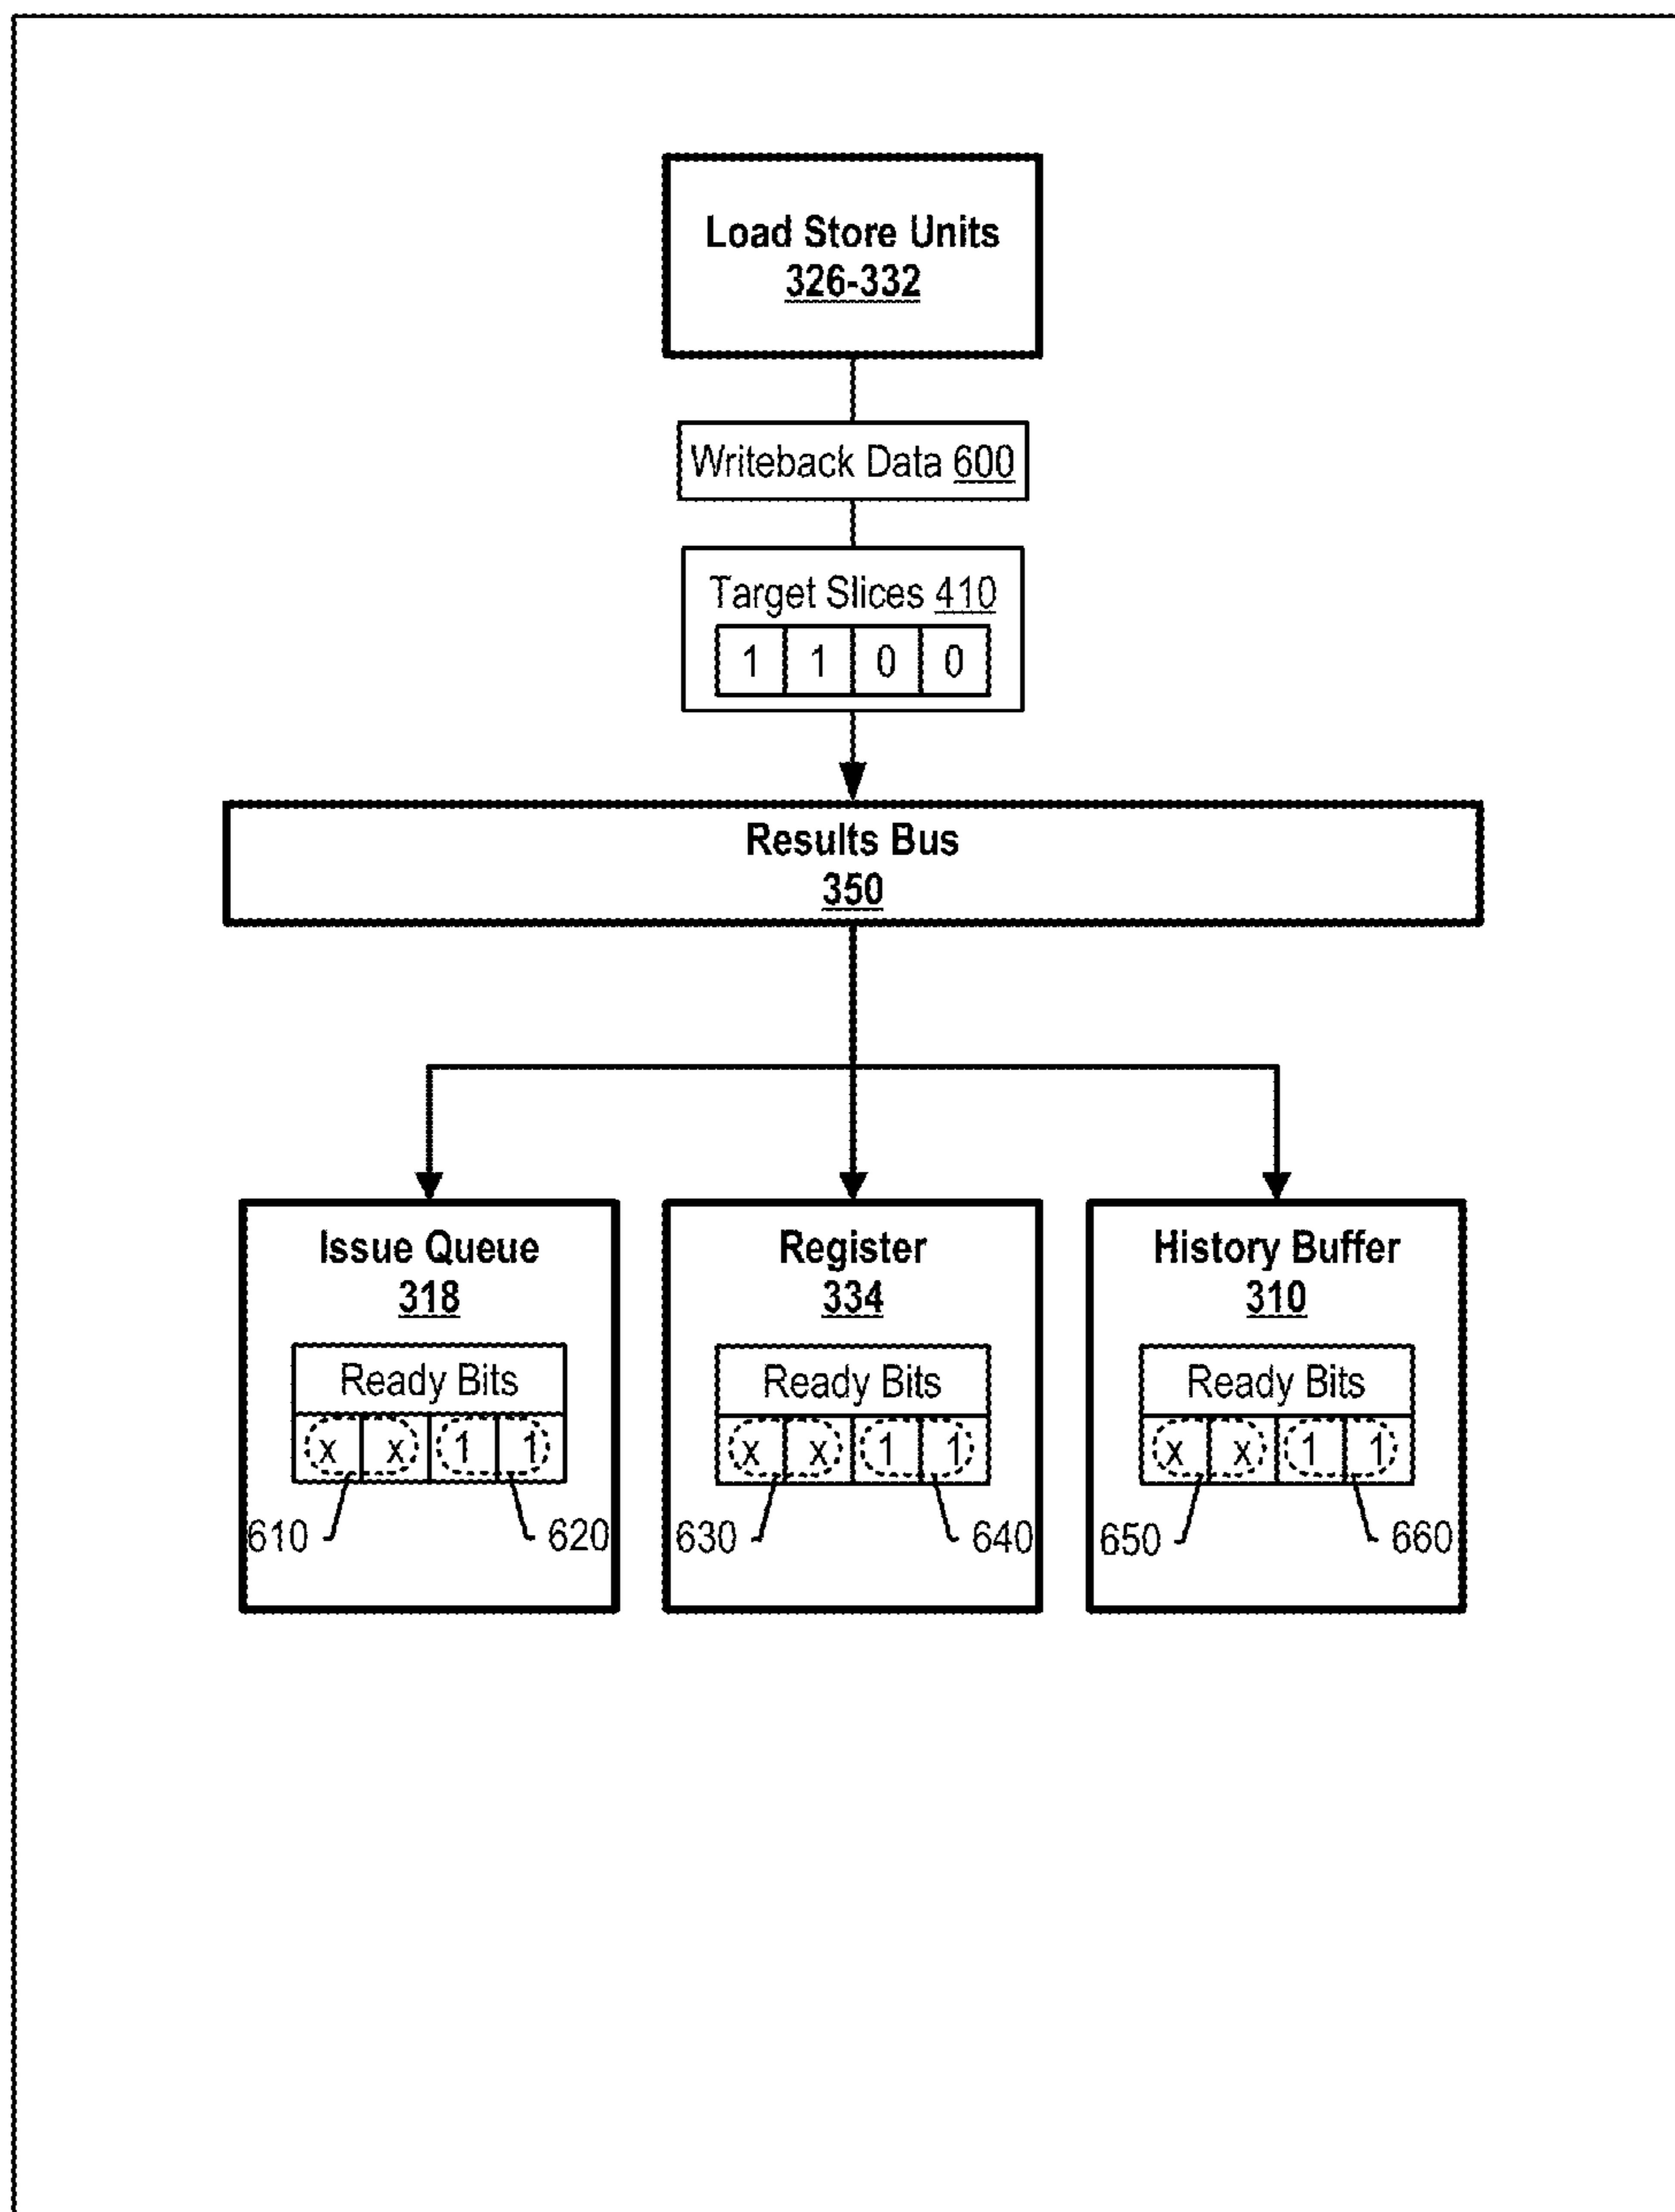 Load Store Units
326-332
Writeback Data 600
Target Slices 410
1 1 0 0
Results Bus
350
Issue Queue
318
Ready Bits
x x 1 1
610 620
Register
334
Ready Bits
x x 1 1
630 640
History Buffer
310
Ready Bits
x x 1 1
650 660